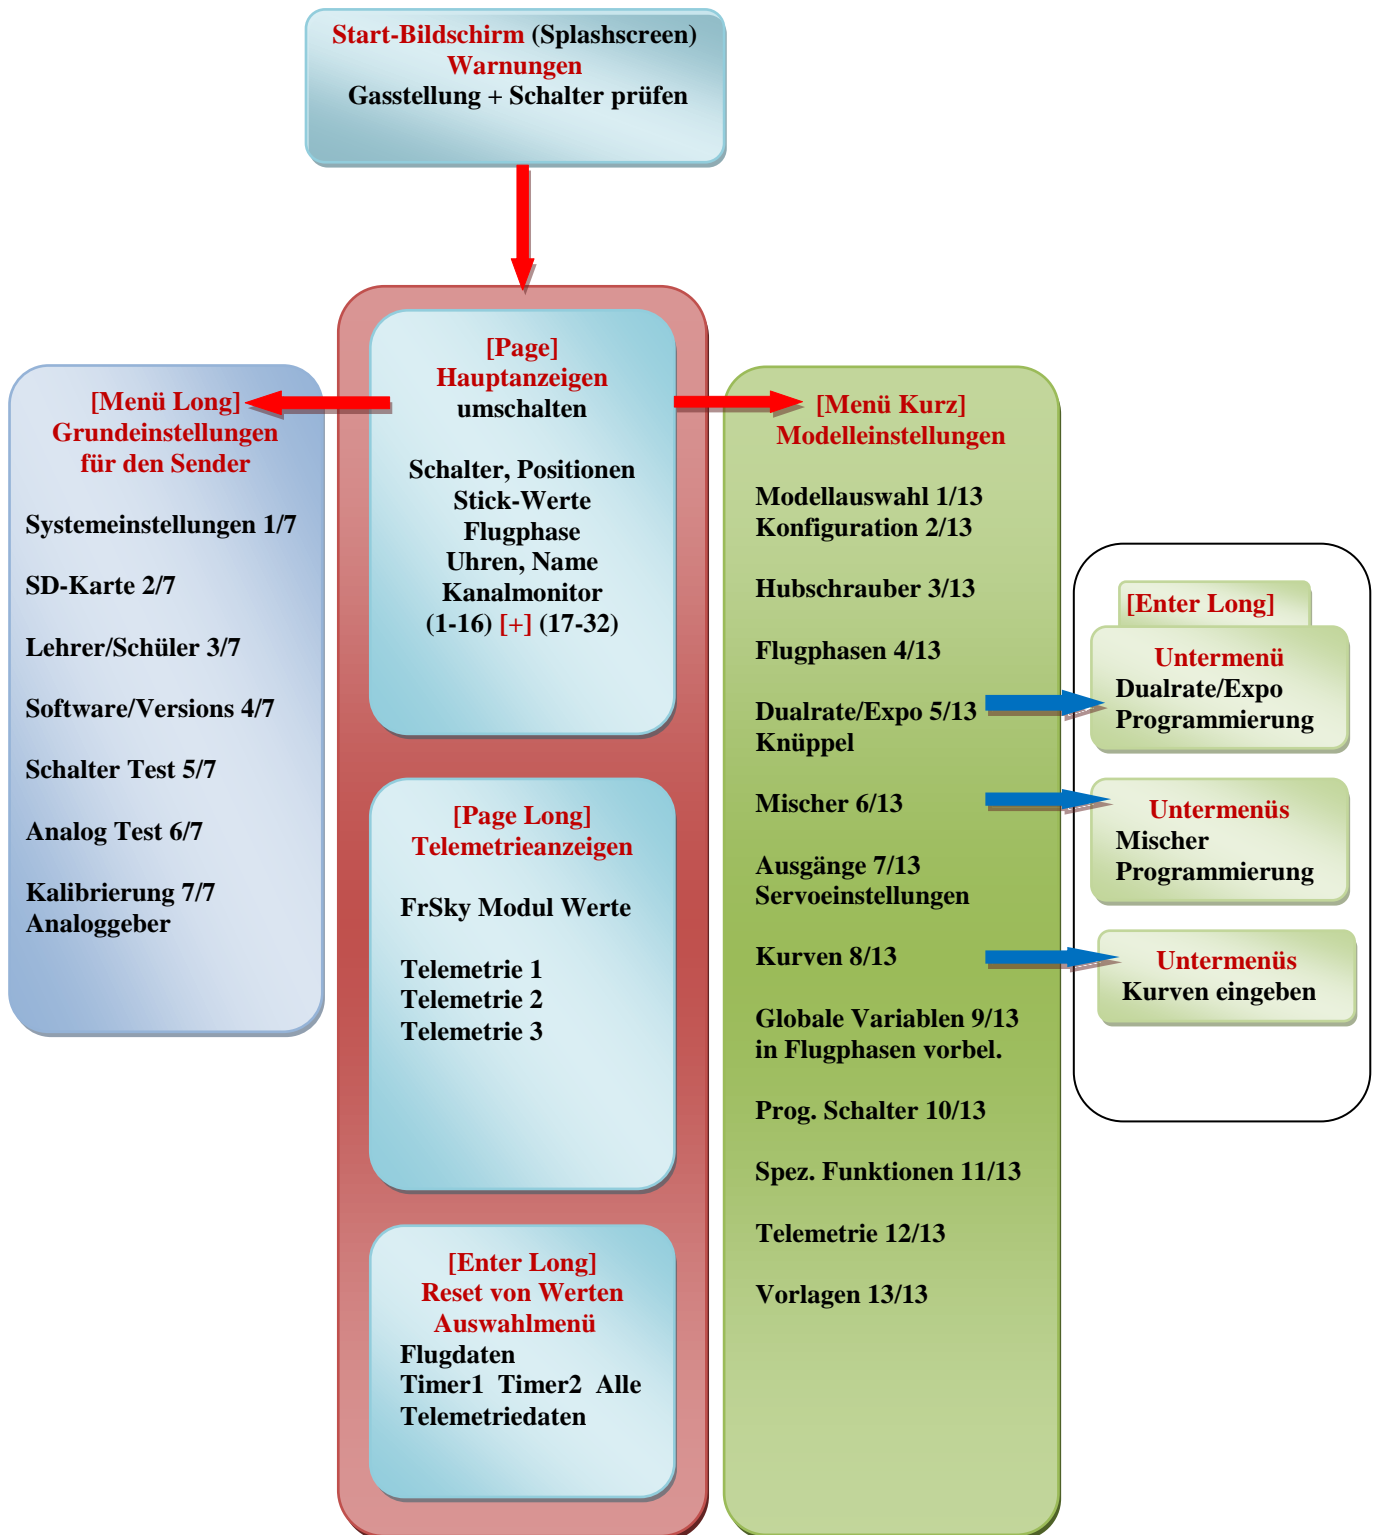 Start-Bildschirm (Splashscreen)
Warnungen
Gasstellung + Schalter prüfen
[Menü Long]
Grundeinstellungen
für den Sender
Systemeinstellungen 1/7
SD-Karte 2/7
Lehrer/Schüler 3/7
Software/Versions 4/7
Schalter Test 5/7
Analog Test 6/7
Kalibrierung 7/7
Analoggeber
[Page]
Hauptanzeigen
umschalten
Schalter, Positionen
Stick-Werte
Flugphase
Uhren, Name
Kanalmonitor
(1-16) [+] (17-32)
[Page Long]
Telemetrieanzeigen
FrSky Modul Werte
Telemetrie 1
Telemetrie 2
Telemetrie 3
[Enter Long]
Reset von Werten
Auswahlmenü
Flugdaten
Timer1 Timer2 Alle
Telemetriedaten
[Menü Kurz]
Modelleinstellungen
Modellauswahl 1/13
Konfiguration 2/13
Hubschrauber 3/13
Flugphasen 4/13
Dualrate/Expo 5/13
Knüppel
Mischer 6/13
Ausgänge 7/13
Servoeinstellungen
Kurven 8/13
Globale Variablen 9/13
in Flugphasen vorbel.
Prog. Schalter 10/13
Spez. Funktionen 11/13
Telemetrie 12/13
Vorlagen 13/13
[Enter Long]
Untermenü
Dualrate/Expo
Programmierung
Untermenüs
Mischer
Programmierung
Untermenüs
Kurven eingeben